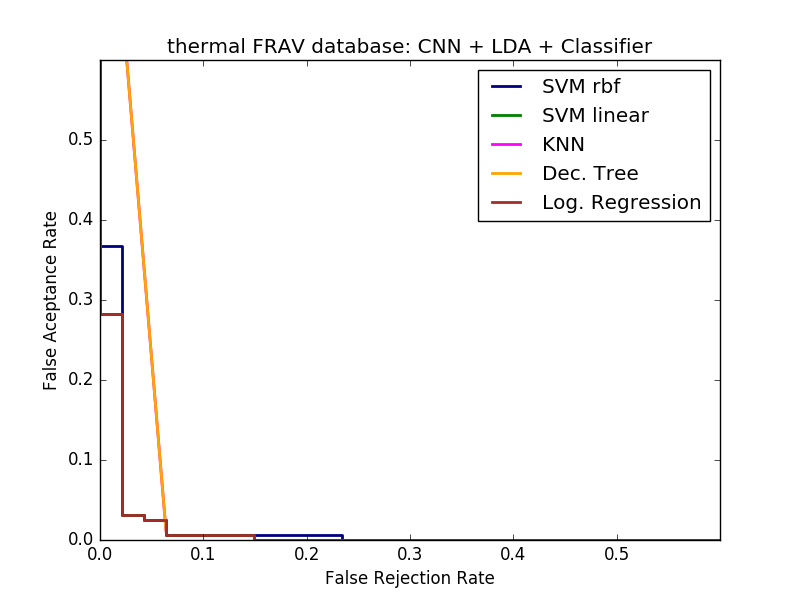 thermal FRAV database: CNN + LDA + Classifier
SVM rbf
SVM linear
KNN
Dec. Tree
Log. Regression
False Aceptance Rate
0.5
0.4
0.3
0.2
0.1
0.0
0.0 0.1 0.2 0.3 0.4 0.5
False Rejection Rate